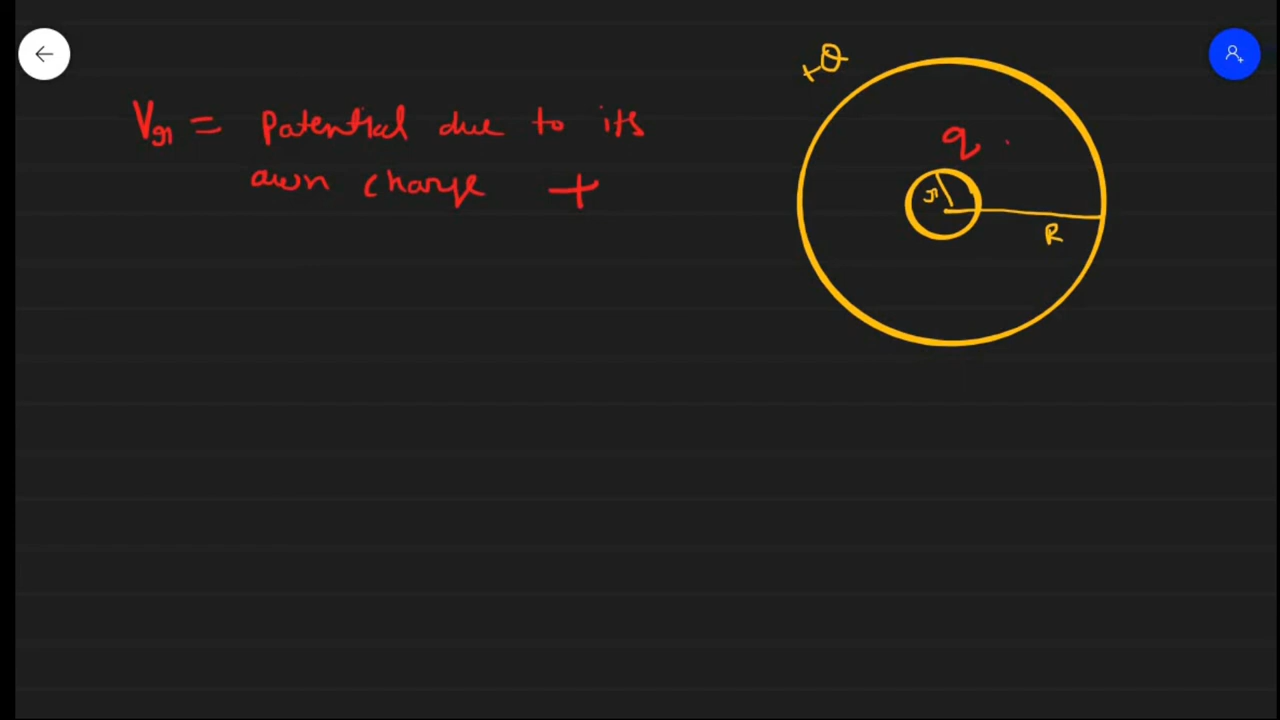 Vr = Potential due to its
own charge +
+Q
q
r
R